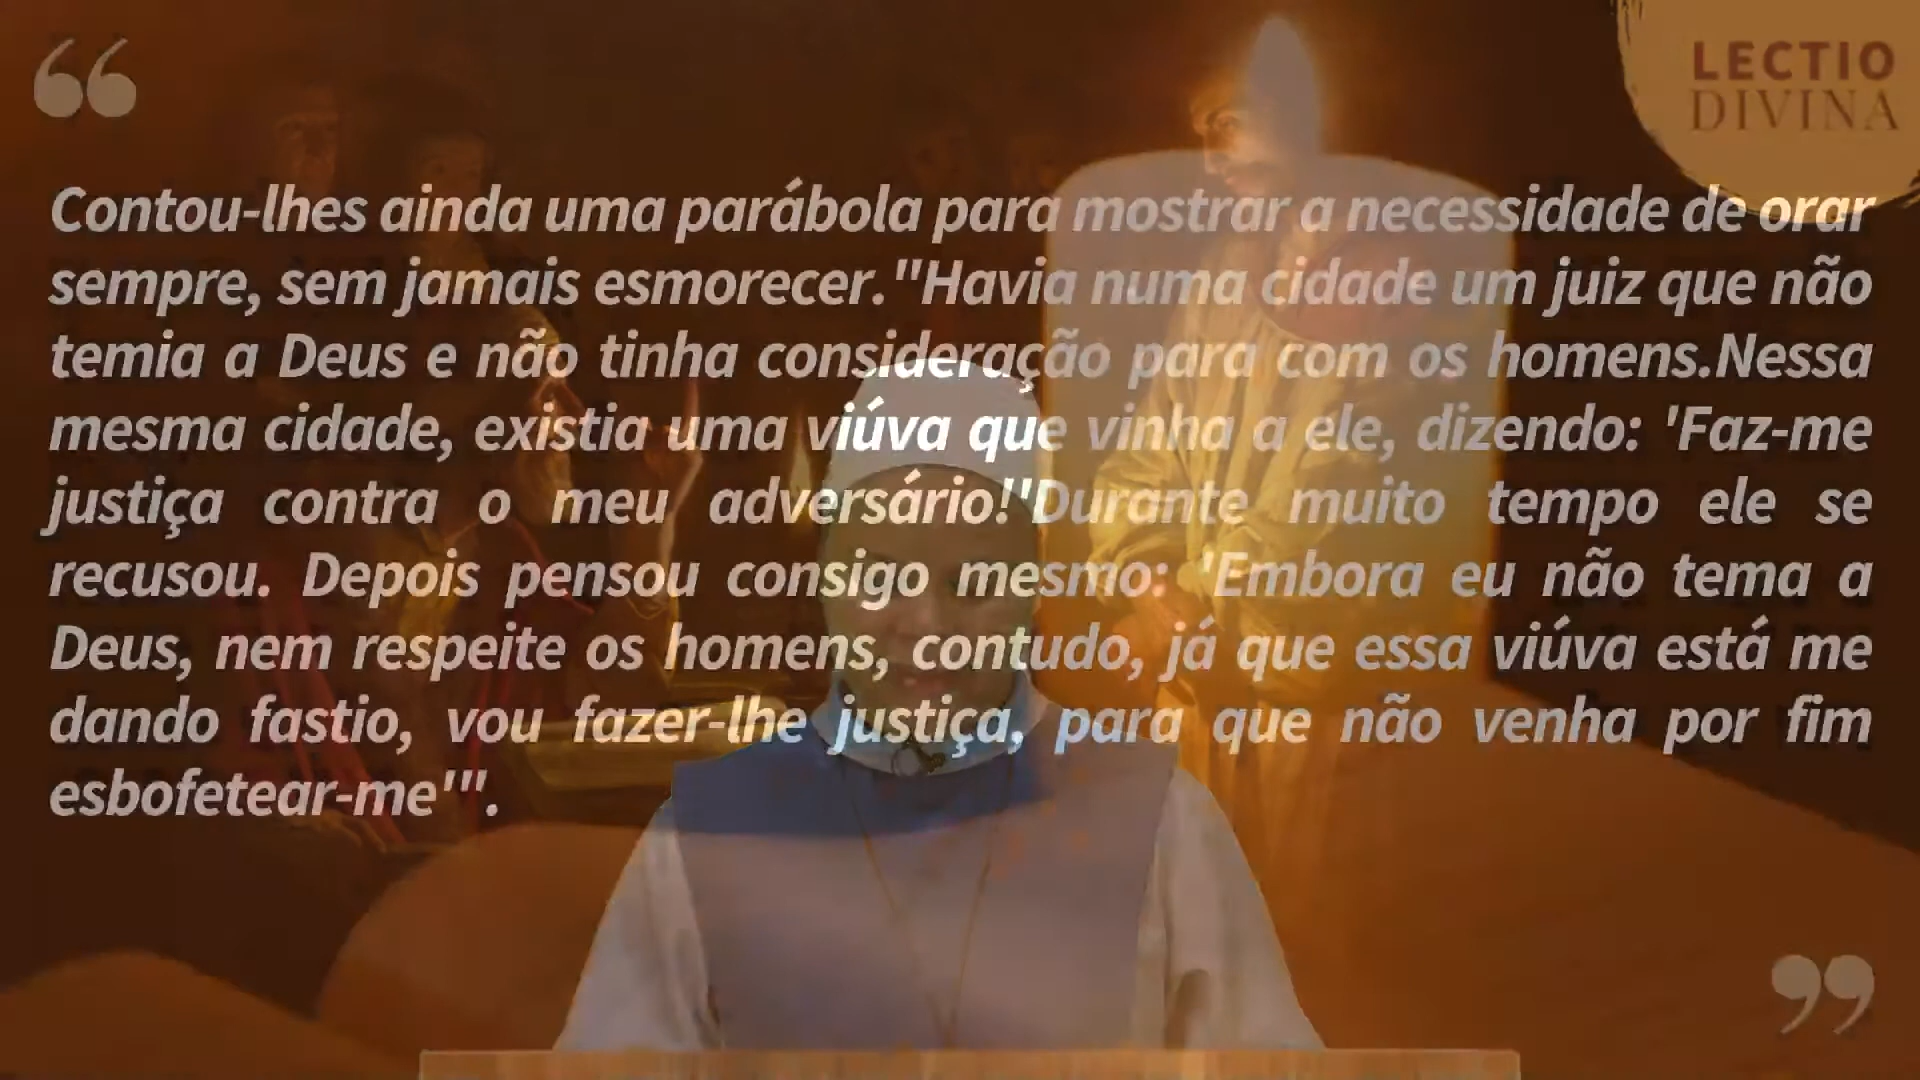 LECTIO
DIVINA
Contou-lhes ainda uma parábola para mostrar a necessidade de orar
sempre, sem jamais esmorecer."Havia numa cidade um juiz que não
temia a Deus e não tinha consideração para com os homens.Nessa
mesma cidade, existia uma viúva que vinha a ele, dizendo: 'Faz-me
justiça contra o meu adversário!'Durante muito tempo ele se
recusou. Depois pensou consigo mesmo: 'Embora eu não tema a
Deus, nem respeite os homens, contudo, já que essa viúva está me
dando fastio, vou fazer-lhe justiça, para que não venha por fim
esbofetear-me'".